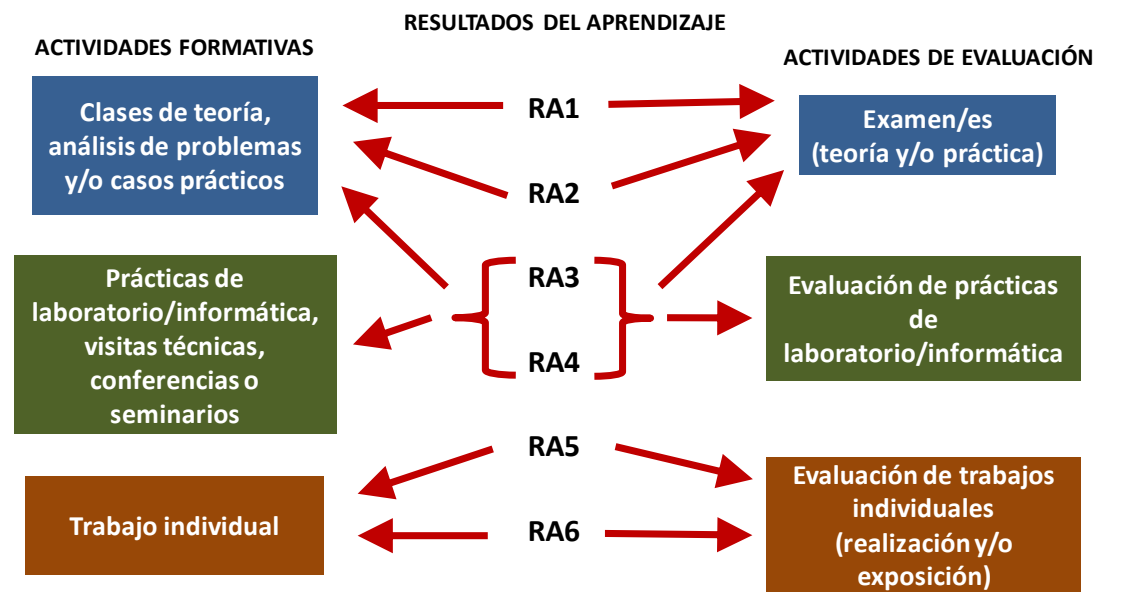 RESULTADOS DEL APRENDIZAJE
ACTIVIDADES FORMATIVAS
ACTIVIDADES DE EVALUACIÓN
Clases de teoría,
análisis de problemas
y/o casos prácticos
Prácticas de
laboratorio/informática,
visitas técnicas,
conferencias o
seminarios
Trabajo individual
RA1
RA2
RA3
RA4
RA5
RA6
Examen/es
(teoría y/o práctica)
Evaluación de prácticas
de
laboratorio/informática
Evaluación de trabajos
individuales
(realización y/o
exposición)